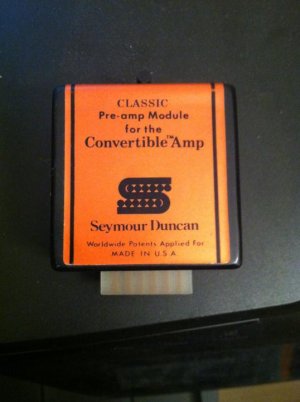 CLASSIC
Pre-amp Module
for the
Convertible™Amp
Seymour Duncan
Worldwide Patents Applied For
MADE IN U.S.A.